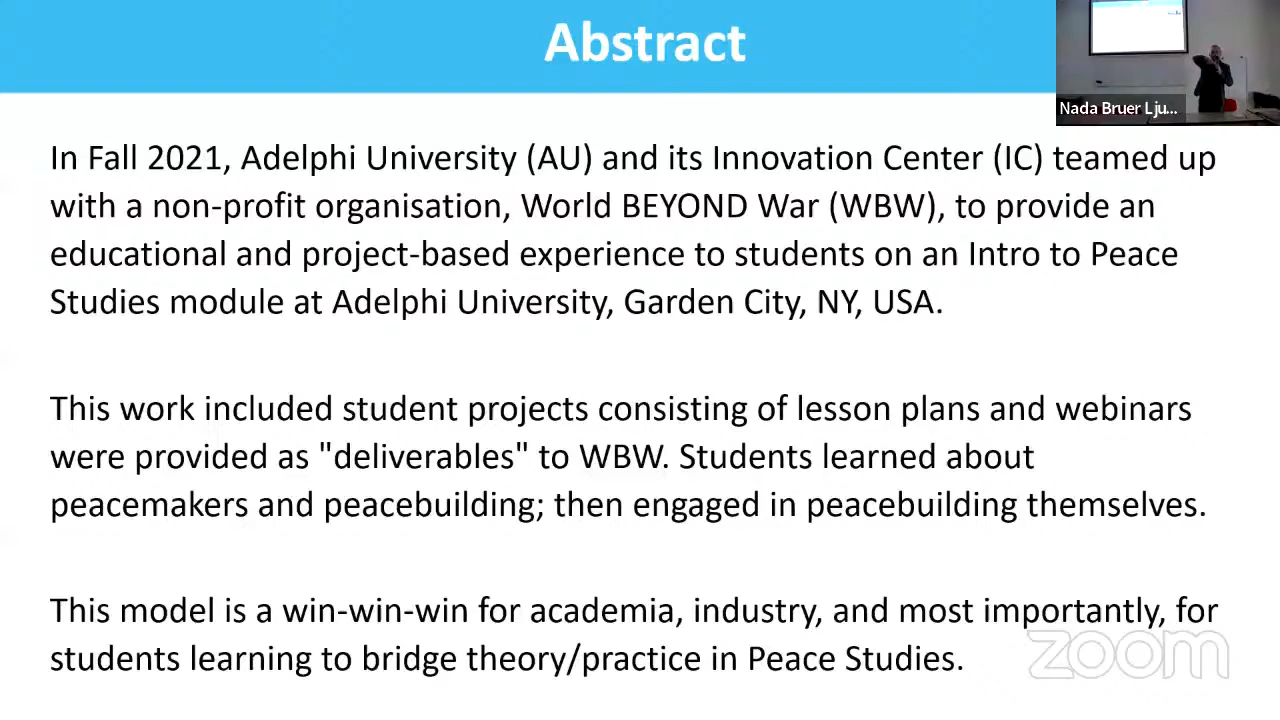 Abstract
Nada Bruer Lju...
In Fall 2021, Adelphi University (AU) and its Innovation Center (IC) teamed up
with a non-profit organisation, World BEYOND War (WBW), to provide an
educational and project-based experience to students on an Intro to Peace
Studies module at Adelphi University, Garden City, NY, USA.
This work included student projects consisting of lesson plans and webinars
were provided as "deliverables" to WBW. Students learned about
peacemakers and peacebuilding; then engaged in peacebuilding themselves.
This model is a win-win-win for academia, industry, and most importantly, for
students learning to bridge theory/practice in Peace Studies.
zoom